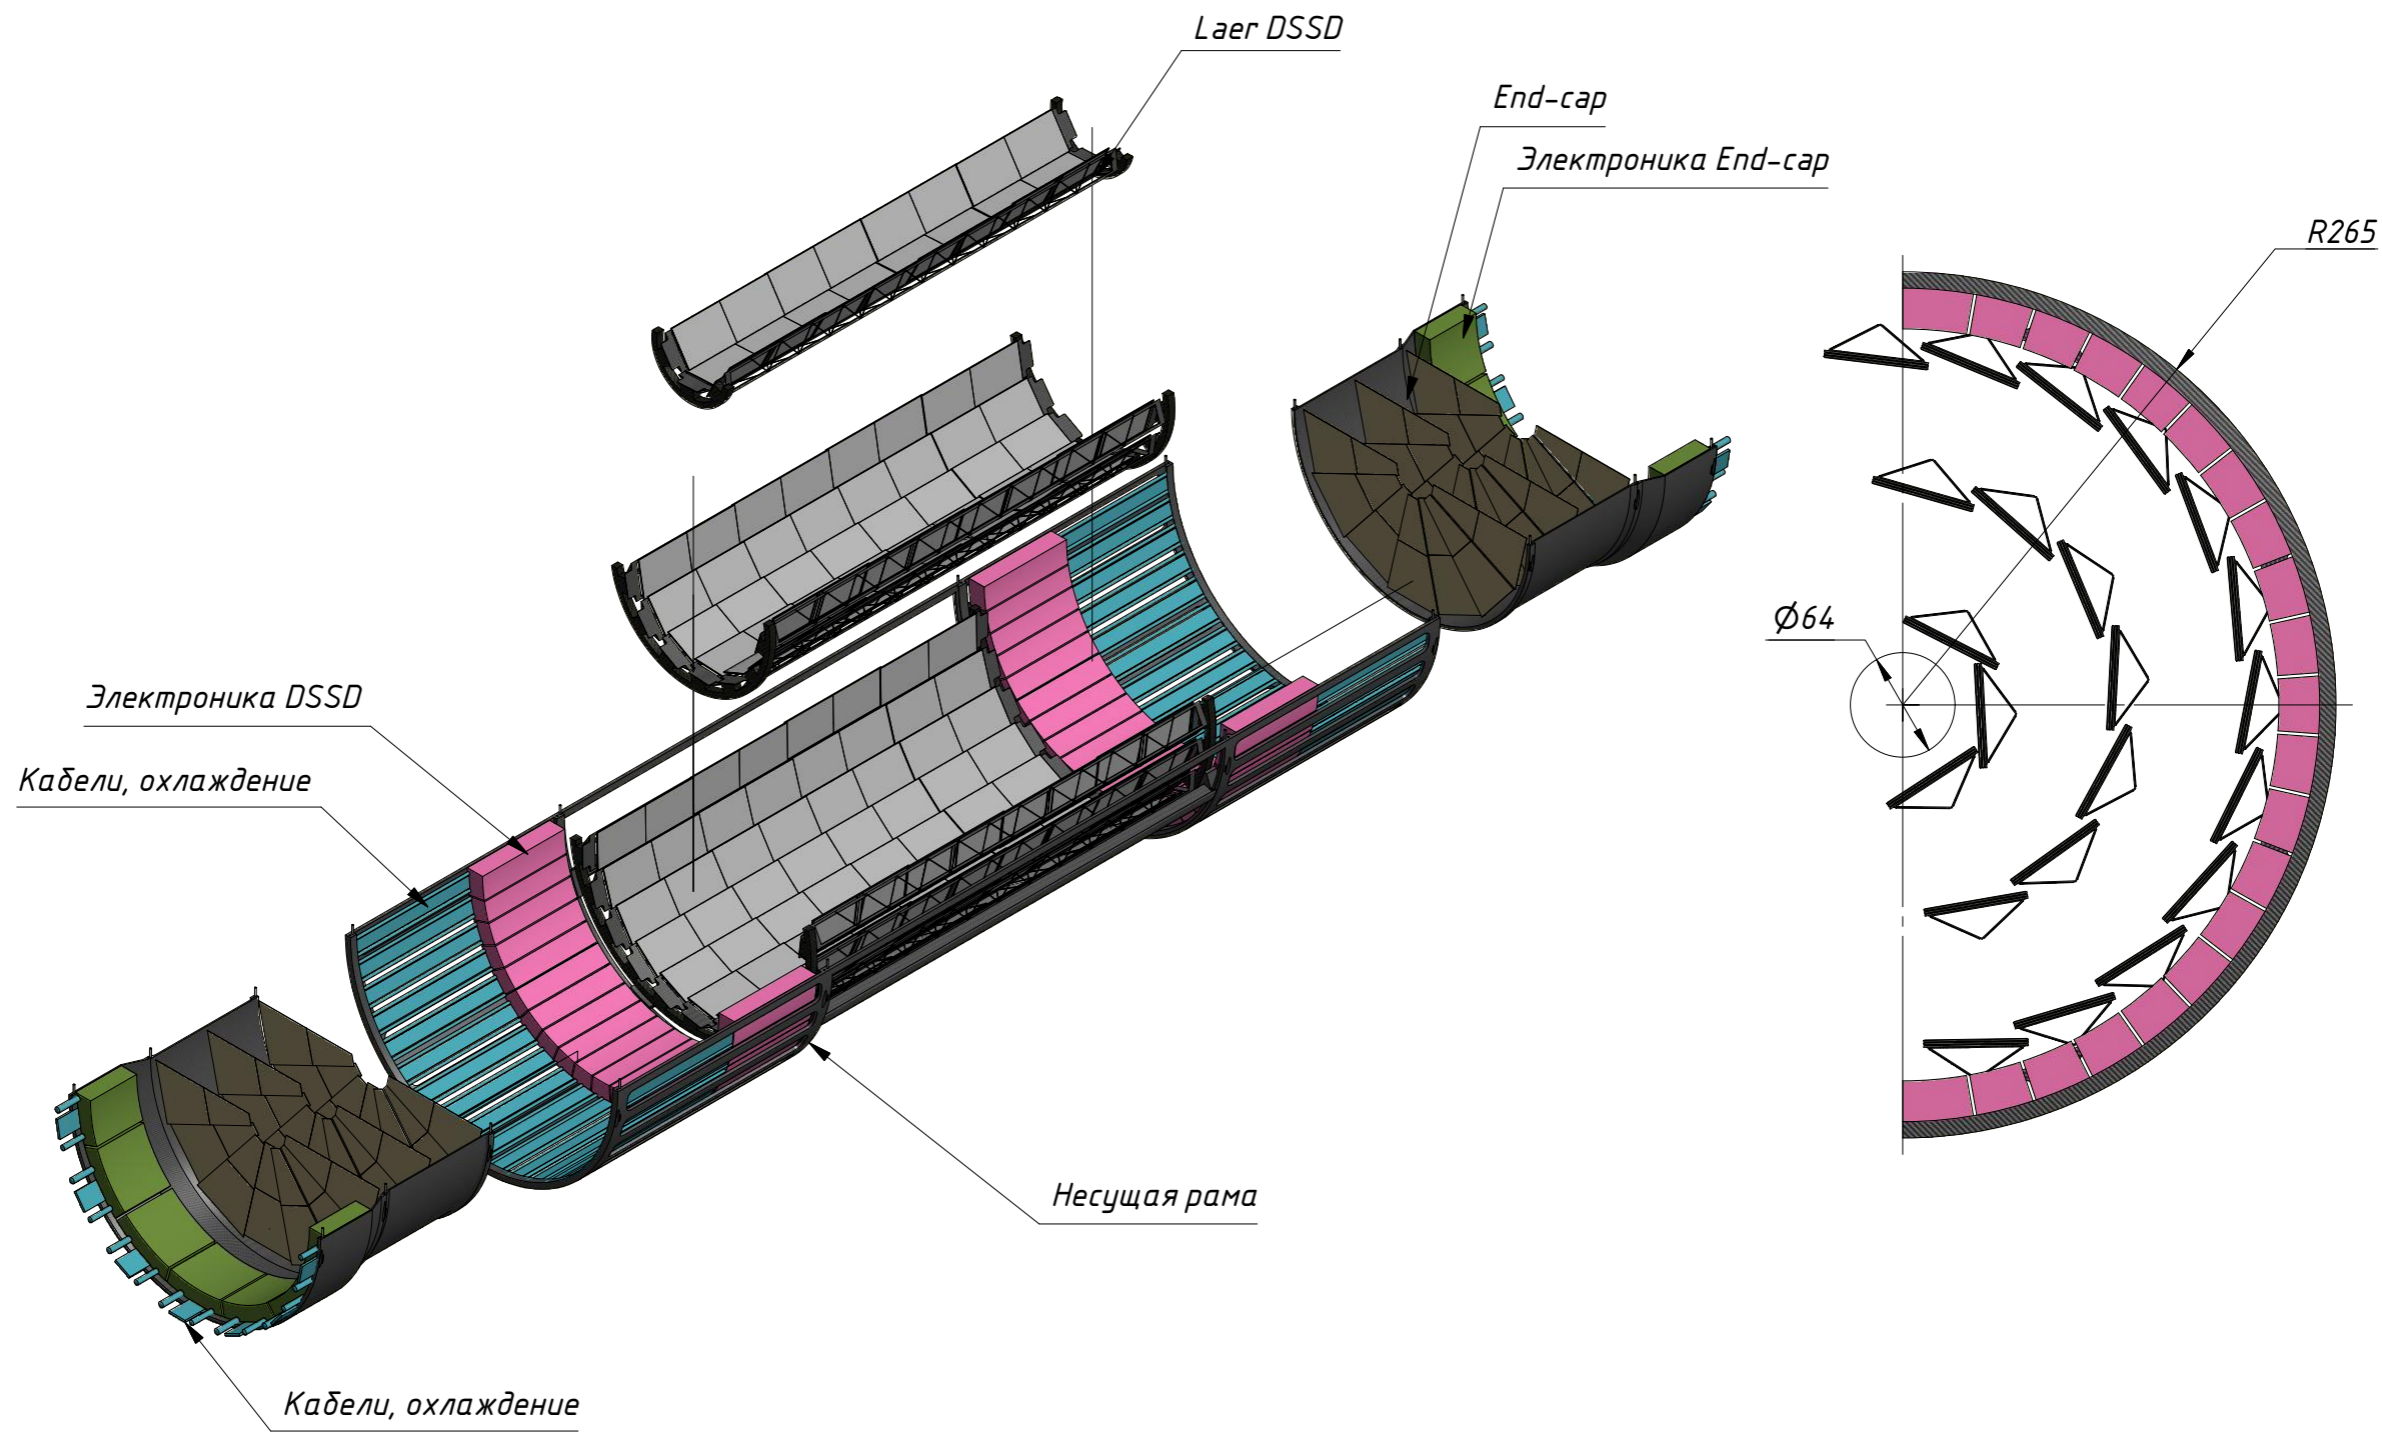 Laer DSSD
End-cap
Электроника End-cap
R265
Ø64
Электроника DSSD
Кабели, охлаждение
Несущая рама
Кабели, охлаждение